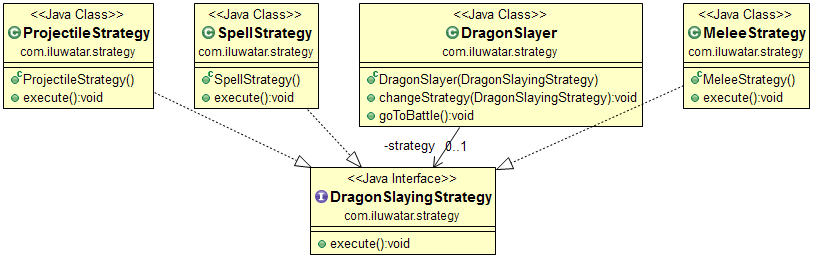 <<Java Class>>
ProjectileStrategy
com.iluwatar.strategy
ProjectileStrategy()
execute():void
<<Java Class>>
SpellStrategy
com.iluwatar.strategy
SpellStrategy()
execute():void
<<Java Class>>
DragonSlayer
com.iluwatar.strategy
DragonSlayer(DragonSlayingStrategy)
changeStrategy(DragonSlayingStrategy):void
goToBattle():void
<<Java Class>>
MeleeStrategy
com.iluwatar.strategy
MeleeStrategy()
execute():void
-strategy 0..1
<<Java Interface>>
DragonSlayingStrategy
com.iluwatar.strategy
execute():void